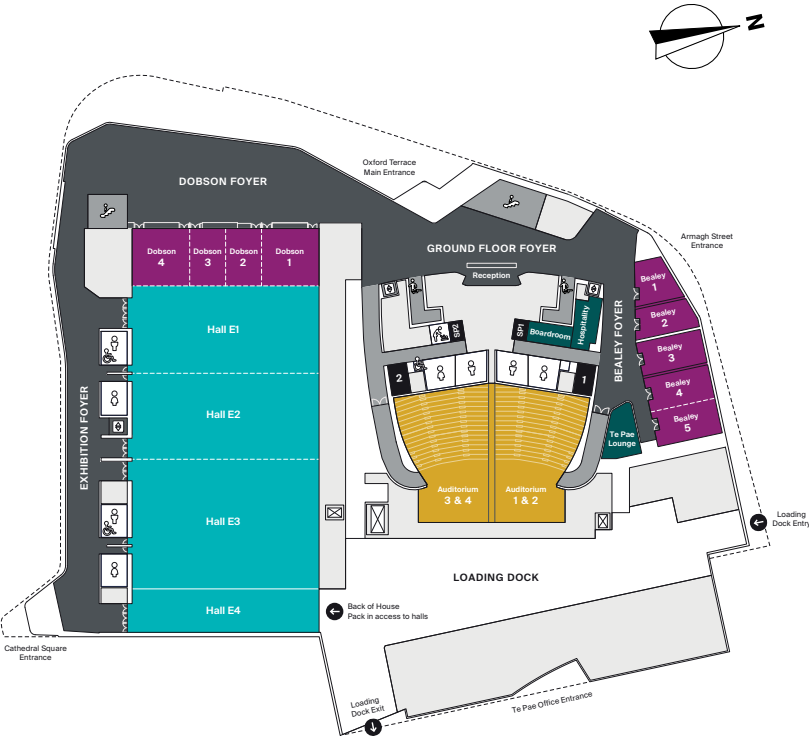 N
Oxford Terrace
Main Entrance
DOBSON FOYER
Armagh Street
Entrance
GROUND FLOOR FOYER
Reception
Dobson
4
Dobson
3
Dobson
2
Dobson
1
Bealey
1
Bealey
2
Bealey
3
Bealey
4
Bealey
5
BEALEY FOYER
Hospitality
Boardroom
SP1
SP2
Hall E1
2
1
Hall E2
EXHIBITION FOYER
Te Pae
Lounge
Auditorium
3 & 4
Auditorium
1 & 2
Hall E3
Loading
Dock Entry
LOADING DOCK
Hall E4
Back of House
Pack in access to halls
Cathedral Square
Entrance
Loading
Dock Exit
Te Pae Office Entrance